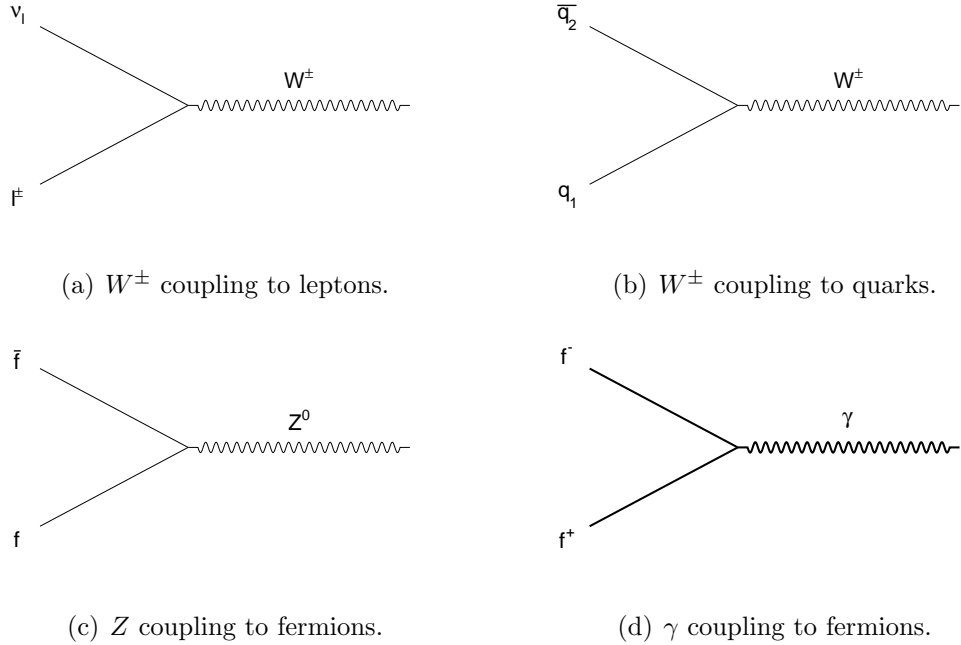 ν_l q̅_2
W^± W^±
l^± q_1
(a) W^± coupling to leptons. (b) W^± coupling to quarks.
f̄ f^-
Z^0 γ
f f^+
(c) Z coupling to fermions. (d) γ coupling to fermions.